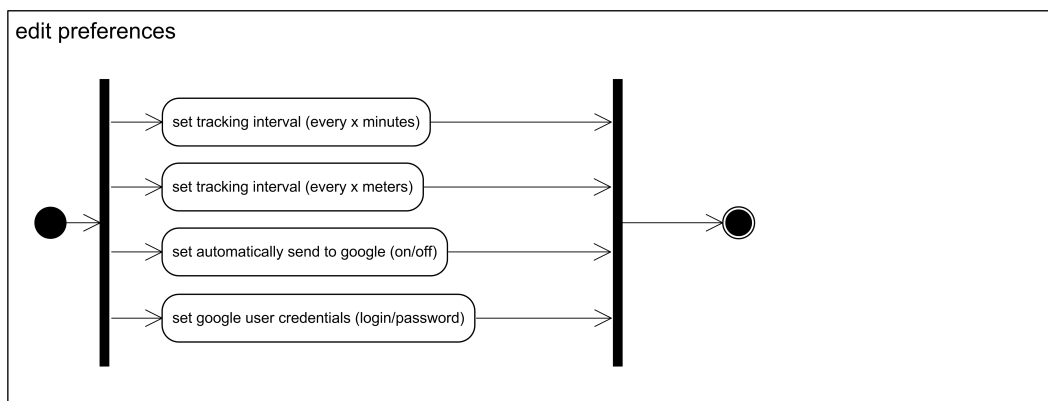 edit preferences
set tracking interval (every x minutes)
set tracking interval (every x meters)
set automatically send to google (on/off)
set google user credentials (login/password)